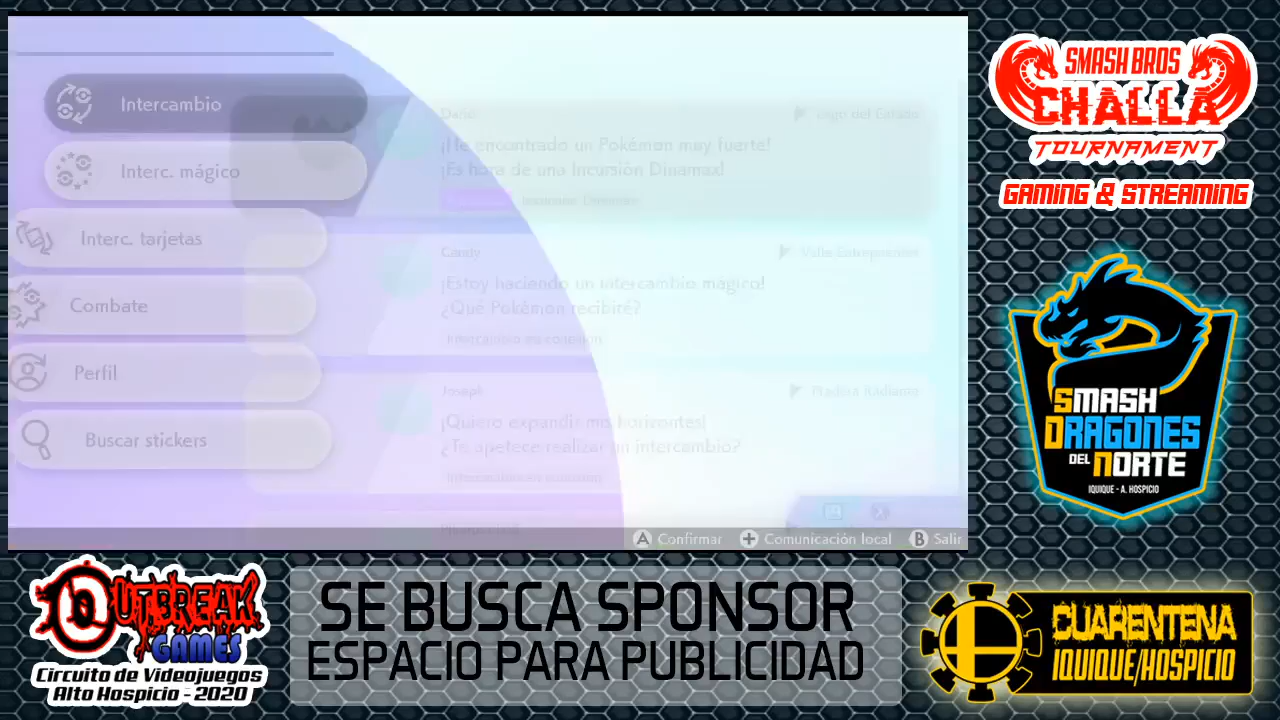 Intercambio
Interc. mágico
Interc. tarjetas
Combate
Perfil
Buscar stickers
¡He encontrado un Pokémon muy fuerte!
¡Es hora de una Incursión Dinamax!
Candy
¡Estoy haciendo un intercambio mágico!
¿Qué Pokémon recibiré?
Joseph
¡Quiero expandir mis horizontes!
¿Te apetece realizar un intercambio?
A Confirmar
+ Comunicación local
B Salir
SMASH BROS
CHALLA
TOURNAMENT
GAMING & STREAMING
SMASH
DRAGONES
DEL NORTE
IQUIQUE - A. HOSPICIO
OUTBREAK
GAMES
Circuito de Videojuegos
Alto Hospicio - 2020
SE BUSCA SPONSOR
ESPACIO PARA PUBLICIDAD
CUARENTENA
IQUIQUE/HOSPICIO